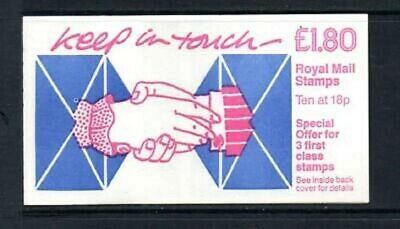 Keep in touch -
£1.80
Royal Mail
Stamps
Ten at 18p
Special
Offer for
3 first
class
stamps
See inside back
cover for details